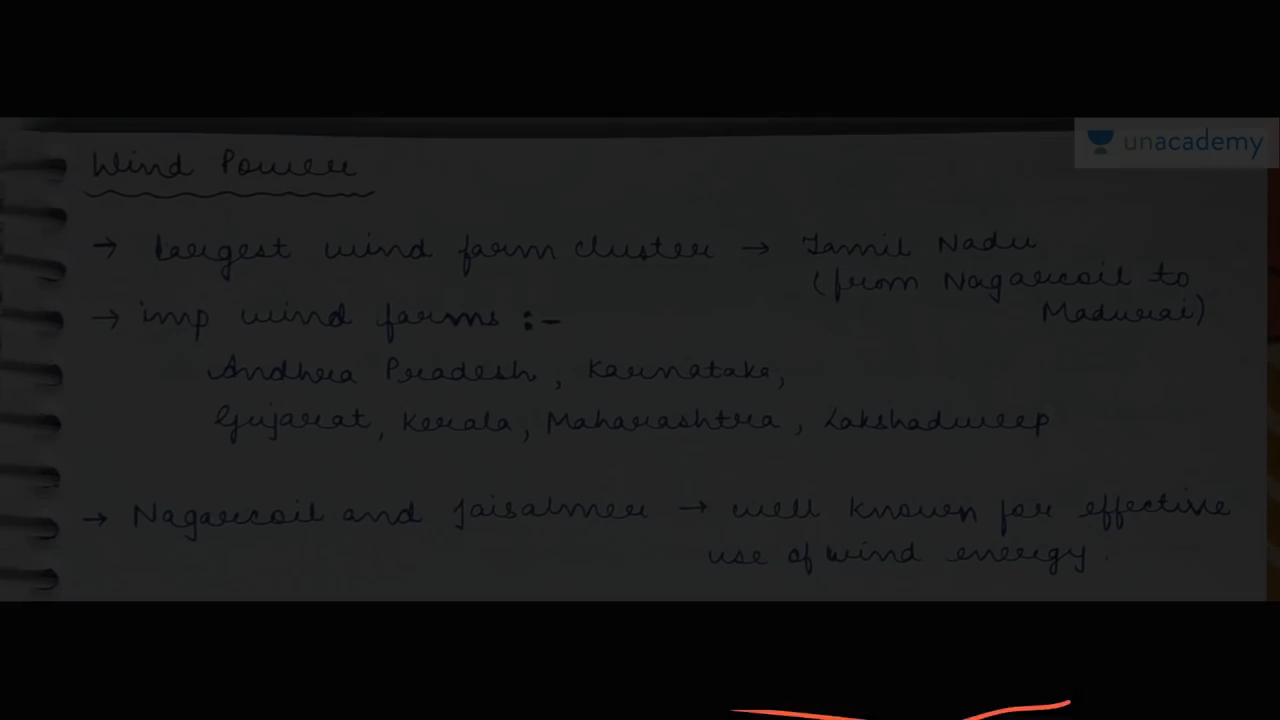 unacademy
Wind Power
→ largest wind farm cluster → Tamil Nadu
(from Nagarcoil to
Madurai)
→ imp wind farms :-
Andhra Pradesh, Karnataka,
Gujarat, Kerala, Maharashtra, Lakshadweep
→ Nagarcoil and Jaisalmer → well known for effective
use of wind energy.